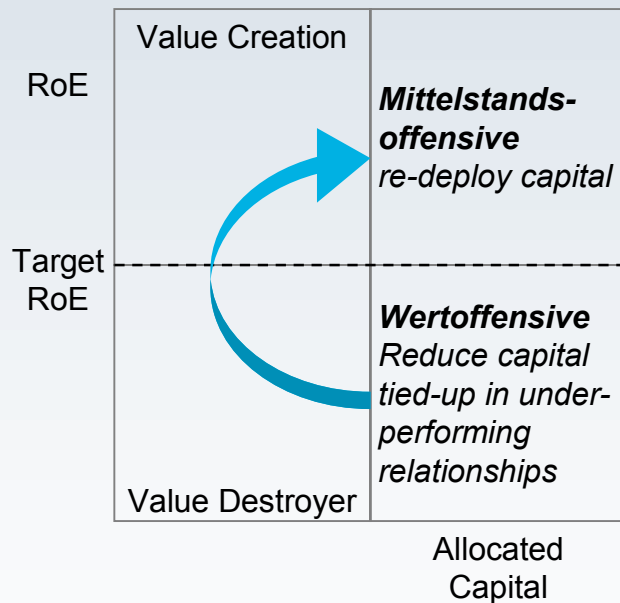 Value Creation
RoE
Mittelstands-
offensive
re-deploy capital
Target
RoE
Wertoffensive
Reduce capital
tied-up in under-
performing
relationships
Value Destroyer
Allocated
Capital